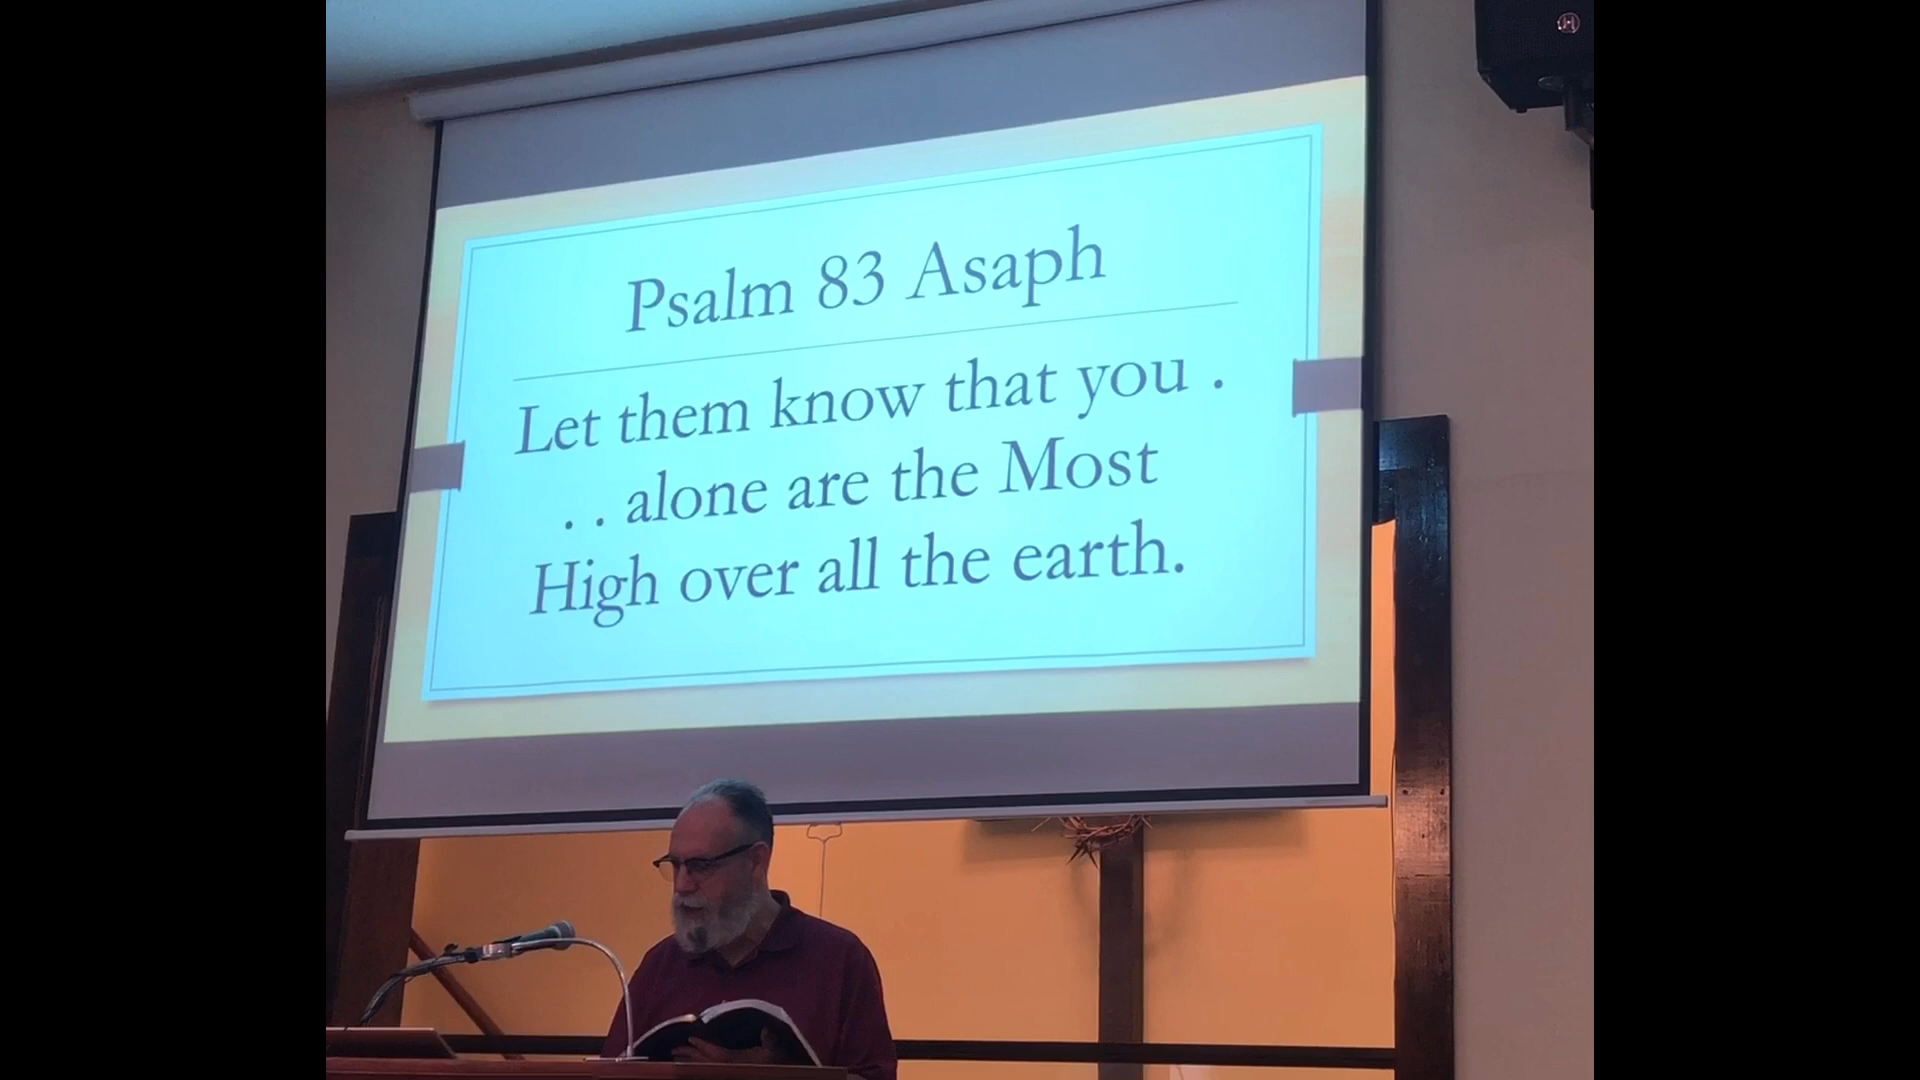 Psalm 83 Asaph
Let them know that you .
. . alone are the Most
High over all the earth.